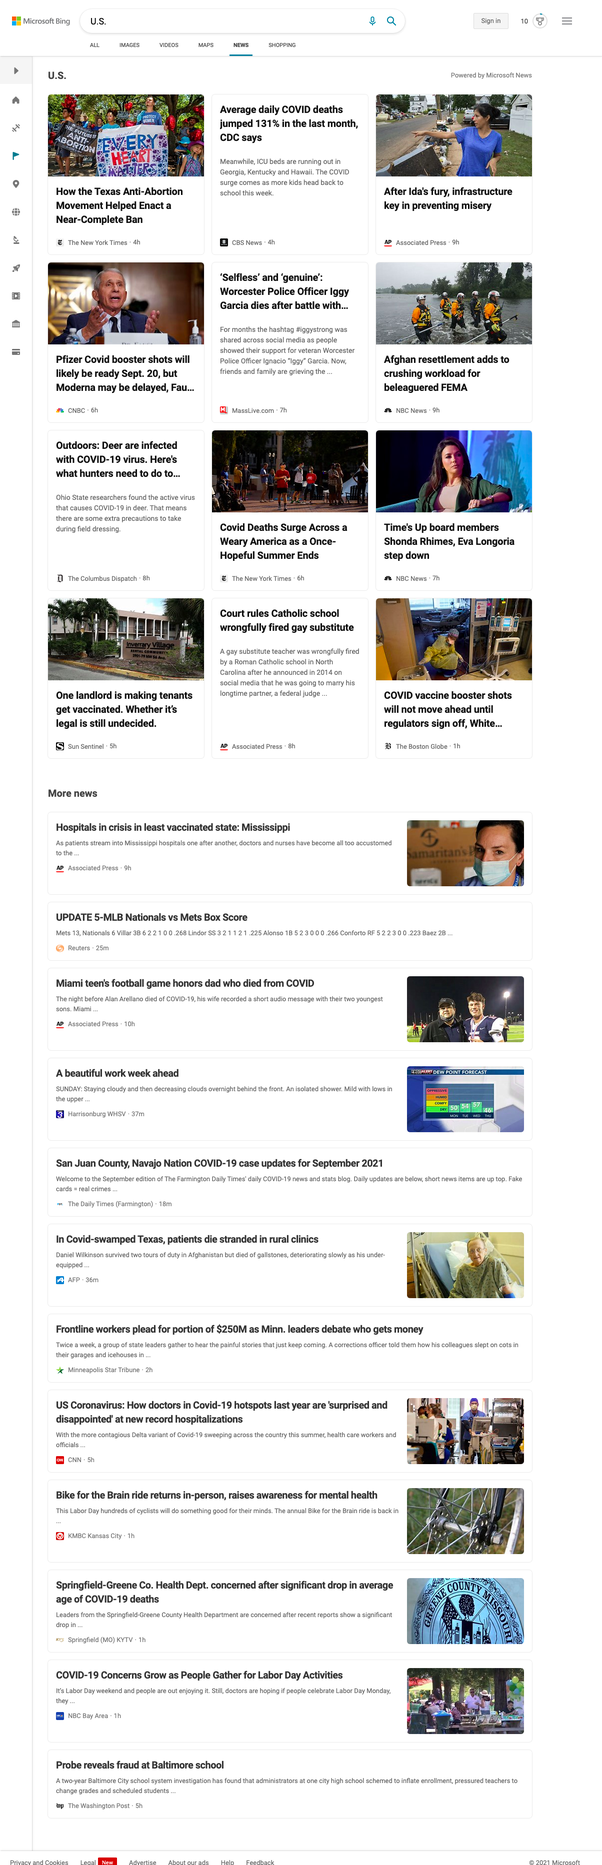 Microsoft Bing
U.S.
Sign in
10
ALL IMAGES VIDEOS MAPS NEWS SHOPPING
U.S.
Powered by Microsoft News
How the Texas Anti-Abortion
Movement Helped Enact a
Near-Complete Ban
The New York Times · 4h
Average daily COVID deaths
jumped 131% in the last month,
CDC says
Meanwhile, ICU beds are running out in
Georgia, Kentucky and Hawaii. The COVID
surge comes as more kids head back to
school this week.
CBS News · 4h
After Ida's fury, infrastructure
key in preventing misery
AP Associated Press · 9h
Pfizer Covid booster shots will
likely be ready Sept. 20, but
Moderna may be delayed, Fau...
CNBC · 6h
'Selfless' and 'genuine':
Worcester Police Officer Iggy
Garcia dies after battle with...
For months the hashtag #iggystrong was
shared across social media as people
showed their support for veteran Worcester
Police Officer Ignacio "Iggy" Garcia. Now,
friends and family are grieving the ...
MassLive.com · 7h
Afghan resettlement adds to
crushing workload for
beleaguered FEMA
NBC News · 9h
Outdoors: Deer are infected
with COVID-19 virus. Here's
what hunters need to do to...
Ohio State researchers found the active virus
that causes COVID-19 in deer. That means
there are some extra precautions to take
during field dressing.
The Columbus Dispatch · 8h
Covid Deaths Surge Across a
Weary America as a Once-
Hopeful Summer Ends
The New York Times · 6h
Time's Up board members
Shonda Rhimes, Eva Longoria
step down
NBC News · 7h
Inverrary Village
One landlord is making tenants
get vaccinated. Whether it's
legal is still undecided.
Sun Sentinel · 5h
Court rules Catholic school
wrongfully fired gay substitute
A gay substitute teacher was wrongfully fired
by a Roman Catholic school in North
Carolina after he announced in 2014 on
social media that he was going to marry his
longtime partner, a federal judge ...
AP Associated Press · 8h
COVID vaccine booster shots
will not move ahead until
regulators sign off, White...
The Boston Globe · 1h
More news
Hospitals in crisis in least vaccinated state: Mississippi
As patients stream into Mississippi hospitals one after another, doctors and nurses have become all too accustomed
to the ...
AP Associated Press · 9h
UPDATE 5-MLB Nationals vs Mets Box Score
Mets 13, Nationals 6 Villar 3B 6 2 2 1 0 0 .268 Lindor SS 3 2 1 1 2 1 .225 Alonso 1B 5 2 3 0 0 0 .266 Conforto RF 5 2 2 3 0 0 .223 Baez 2B ...
Reuters · 25m
Miami teen's football game honors dad who died from COVID
The night before Alan Arellano died of COVID-19, his wife recorded a short audio message with their two youngest
sons. Miami ...
AP Associated Press · 10h
A beautiful work week ahead
SUNDAY: Staying cloudy and then decreasing clouds overnight behind the front. An isolated shower. Mild with lows in
the upper ...
3 Harrisonburg WHSV · 37m
DEW POINT FORECAST
San Juan County, Navajo Nation COVID-19 case updates for September 2021
Welcome to the September edition of The Farmington Daily Times' daily COVID-19 news and stats blog. Daily updates are below, short news items are up top. Fake
cards = real crimes ...
The Daily Times (Farmington) · 18m
In Covid-swamped Texas, patients die stranded in rural clinics
Daniel Wilkinson survived two tours of duty in Afghanistan but died of gallstones, deteriorating slowly as his under-
equipped ...
AFP · 36m
Frontline workers plead for portion of $250M as Minn. leaders debate who gets money
Twice a week, a group of state leaders gather to hear the painful stories that just keep coming. A corrections officer told them how his colleagues slept on cots in
their garages and icehouses in ...
Minneapolis Star Tribune · 2h
US Coronavirus: How doctors in Covid-19 hotspots last year are 'surprised and
disappointed' at new record hospitalizations
With the more contagious Delta variant of Covid-19 sweeping across the country this summer, health care workers and
officials ...
CNN · 5h
Bike for the Brain ride returns in-person, raises awareness for mental health
This Labor Day hundreds of cyclists will do something good for their minds. The annual Bike for the Brain ride is back in
...
KMBC Kansas City · 1h
Springfield-Greene Co. Health Dept. concerned after significant drop in average
age of COVID-19 deaths
Leaders from the Springfield-Greene County Health Department are concerned after recent reports show a significant
drop in ...
Springfield (MO) KYTV · 1h
GREENE COUNTY MISSOURI
COVID-19 Concerns Grow as People Gather for Labor Day Activities
It's Labor Day weekend and people are out enjoying it. Still, doctors are hoping if people celebrate Labor Day Monday,
they ...
NBC Bay Area · 1h
Probe reveals fraud at Baltimore school
A two-year Baltimore City school system investigation has found that administrators at one city high school schemed to inflate enrollment, pressured teachers to
change grades and scheduled students ...
wp The Washington Post · 5h
Privacy and Cookies Legal New Advertise About our ads Help Feedback © 2021 Microsoft